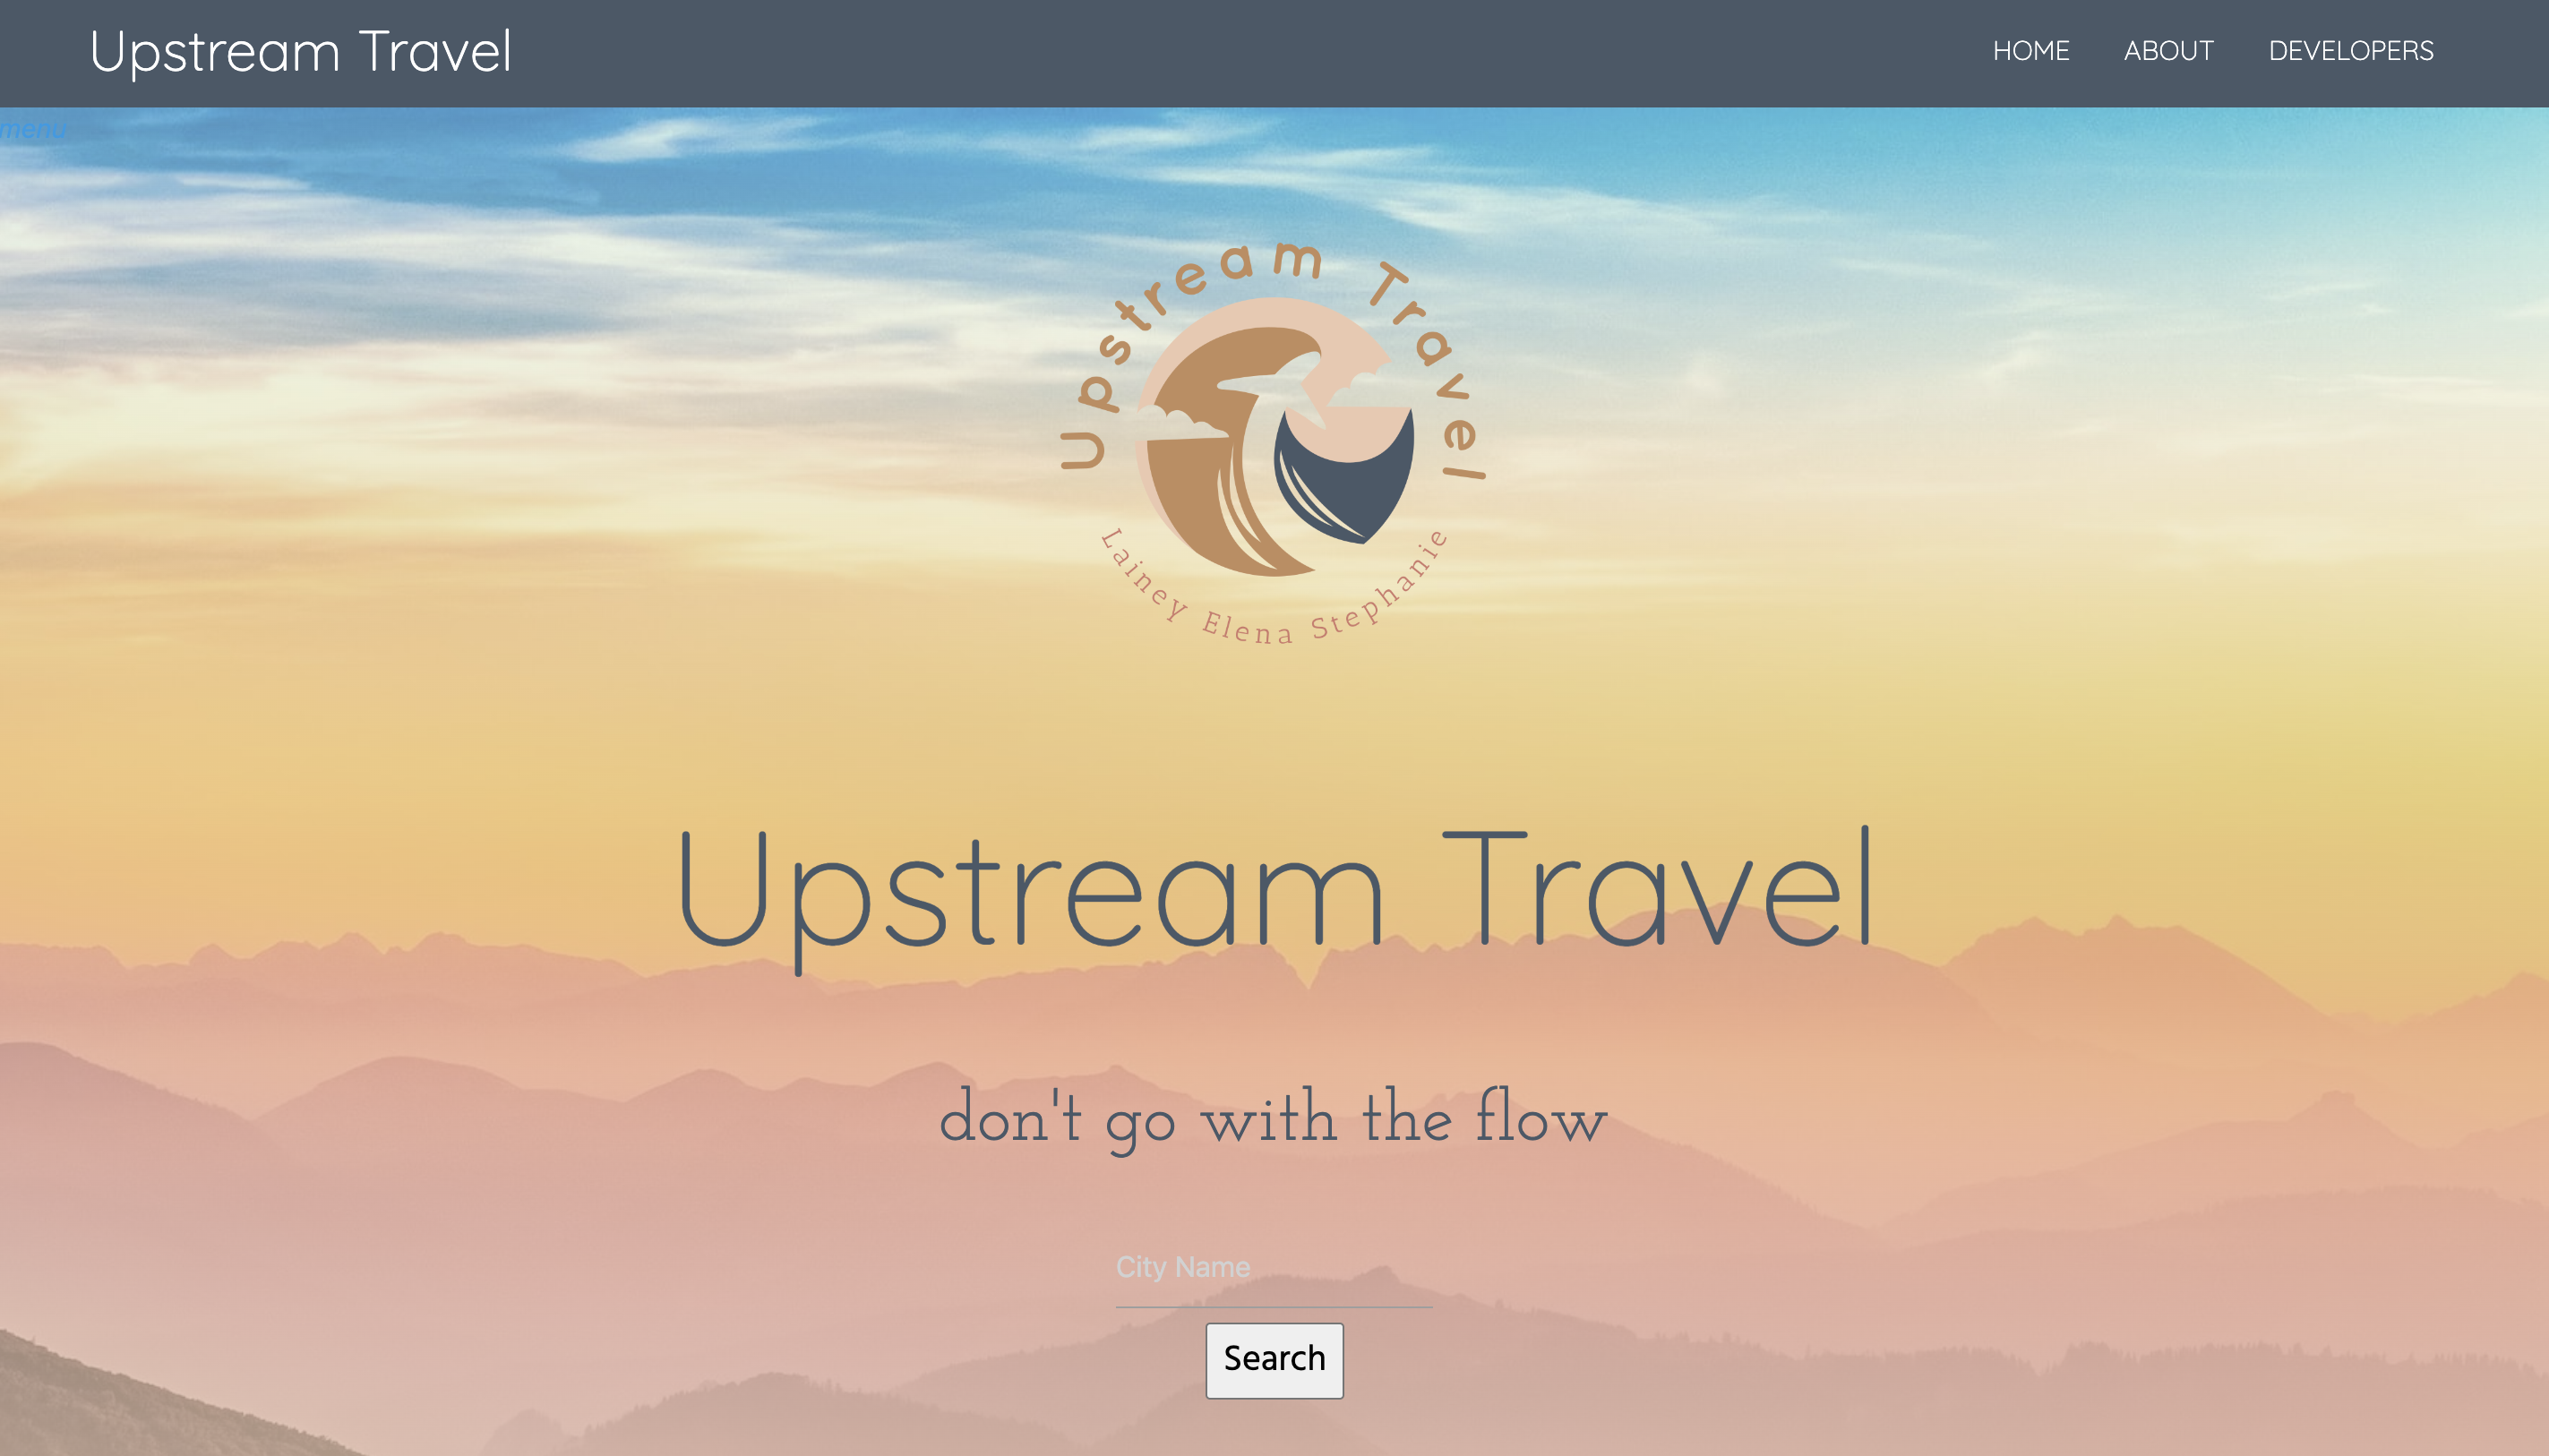 Upstream Travel
HOME ABOUT DEVELOPERS
menu
Upstream Travel
Lainey Elena Stephanie
Upstream Travel
don't go with the flow
City Name
Search